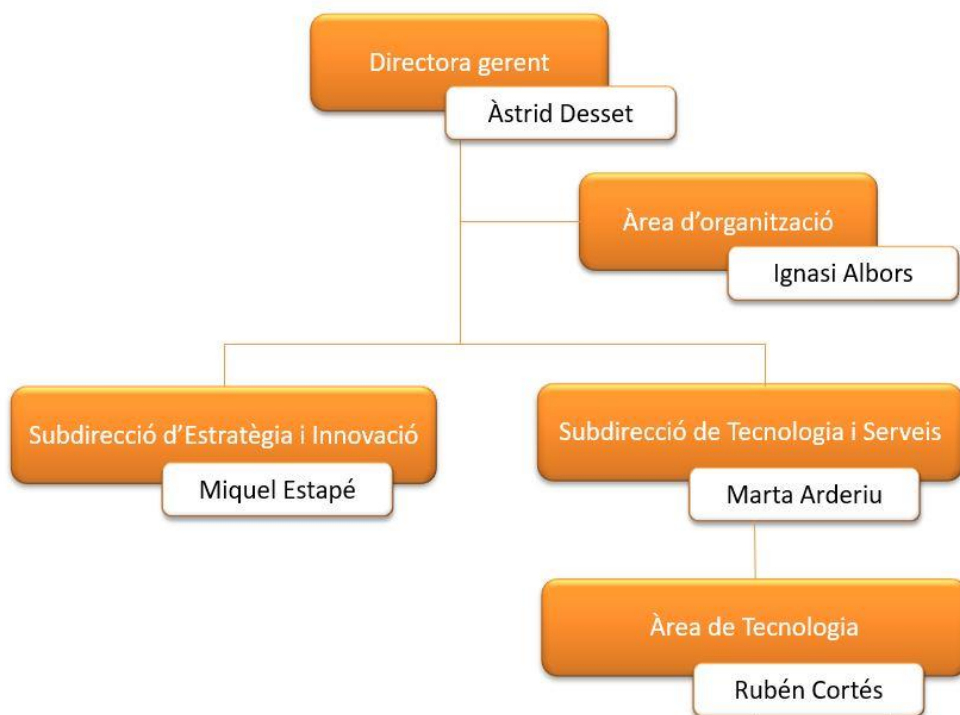 Directora gerent
Àstrid Desset
Àrea d’organització
Ignasi Albors
Subdirecció d’Estratègia i Innovació
Miquel Estapé
Subdirecció de Tecnologia i Serveis
Marta Arderiu
Àrea de Tecnologia
Rubén Cortés